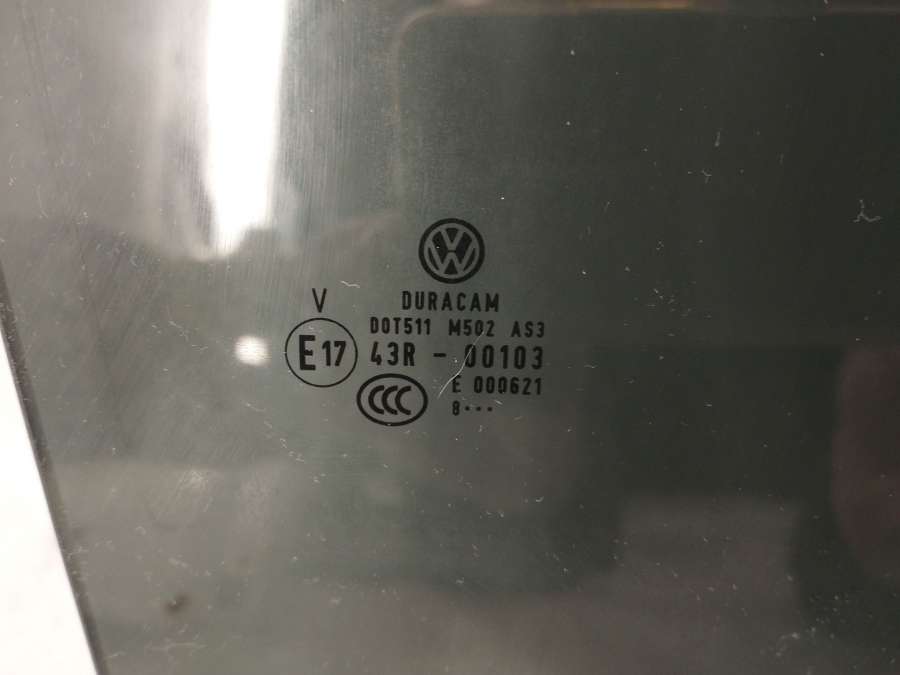 V
DURACAM
DOT511 M502 AS3
E17 43R - 00103
E 000621
CCC
8...